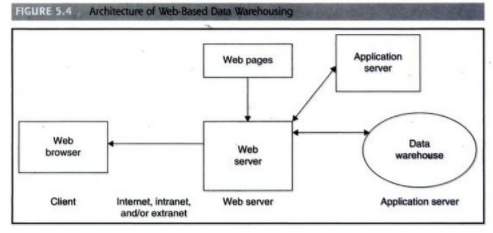 FIGURE 5.4 Architecture of Web-Based Data Warehousing
Web pages
Application
server
Web
browser
Web
server
Data
warehouse
Client
Internet, intranet,
and/or extranet
Web server
Application server